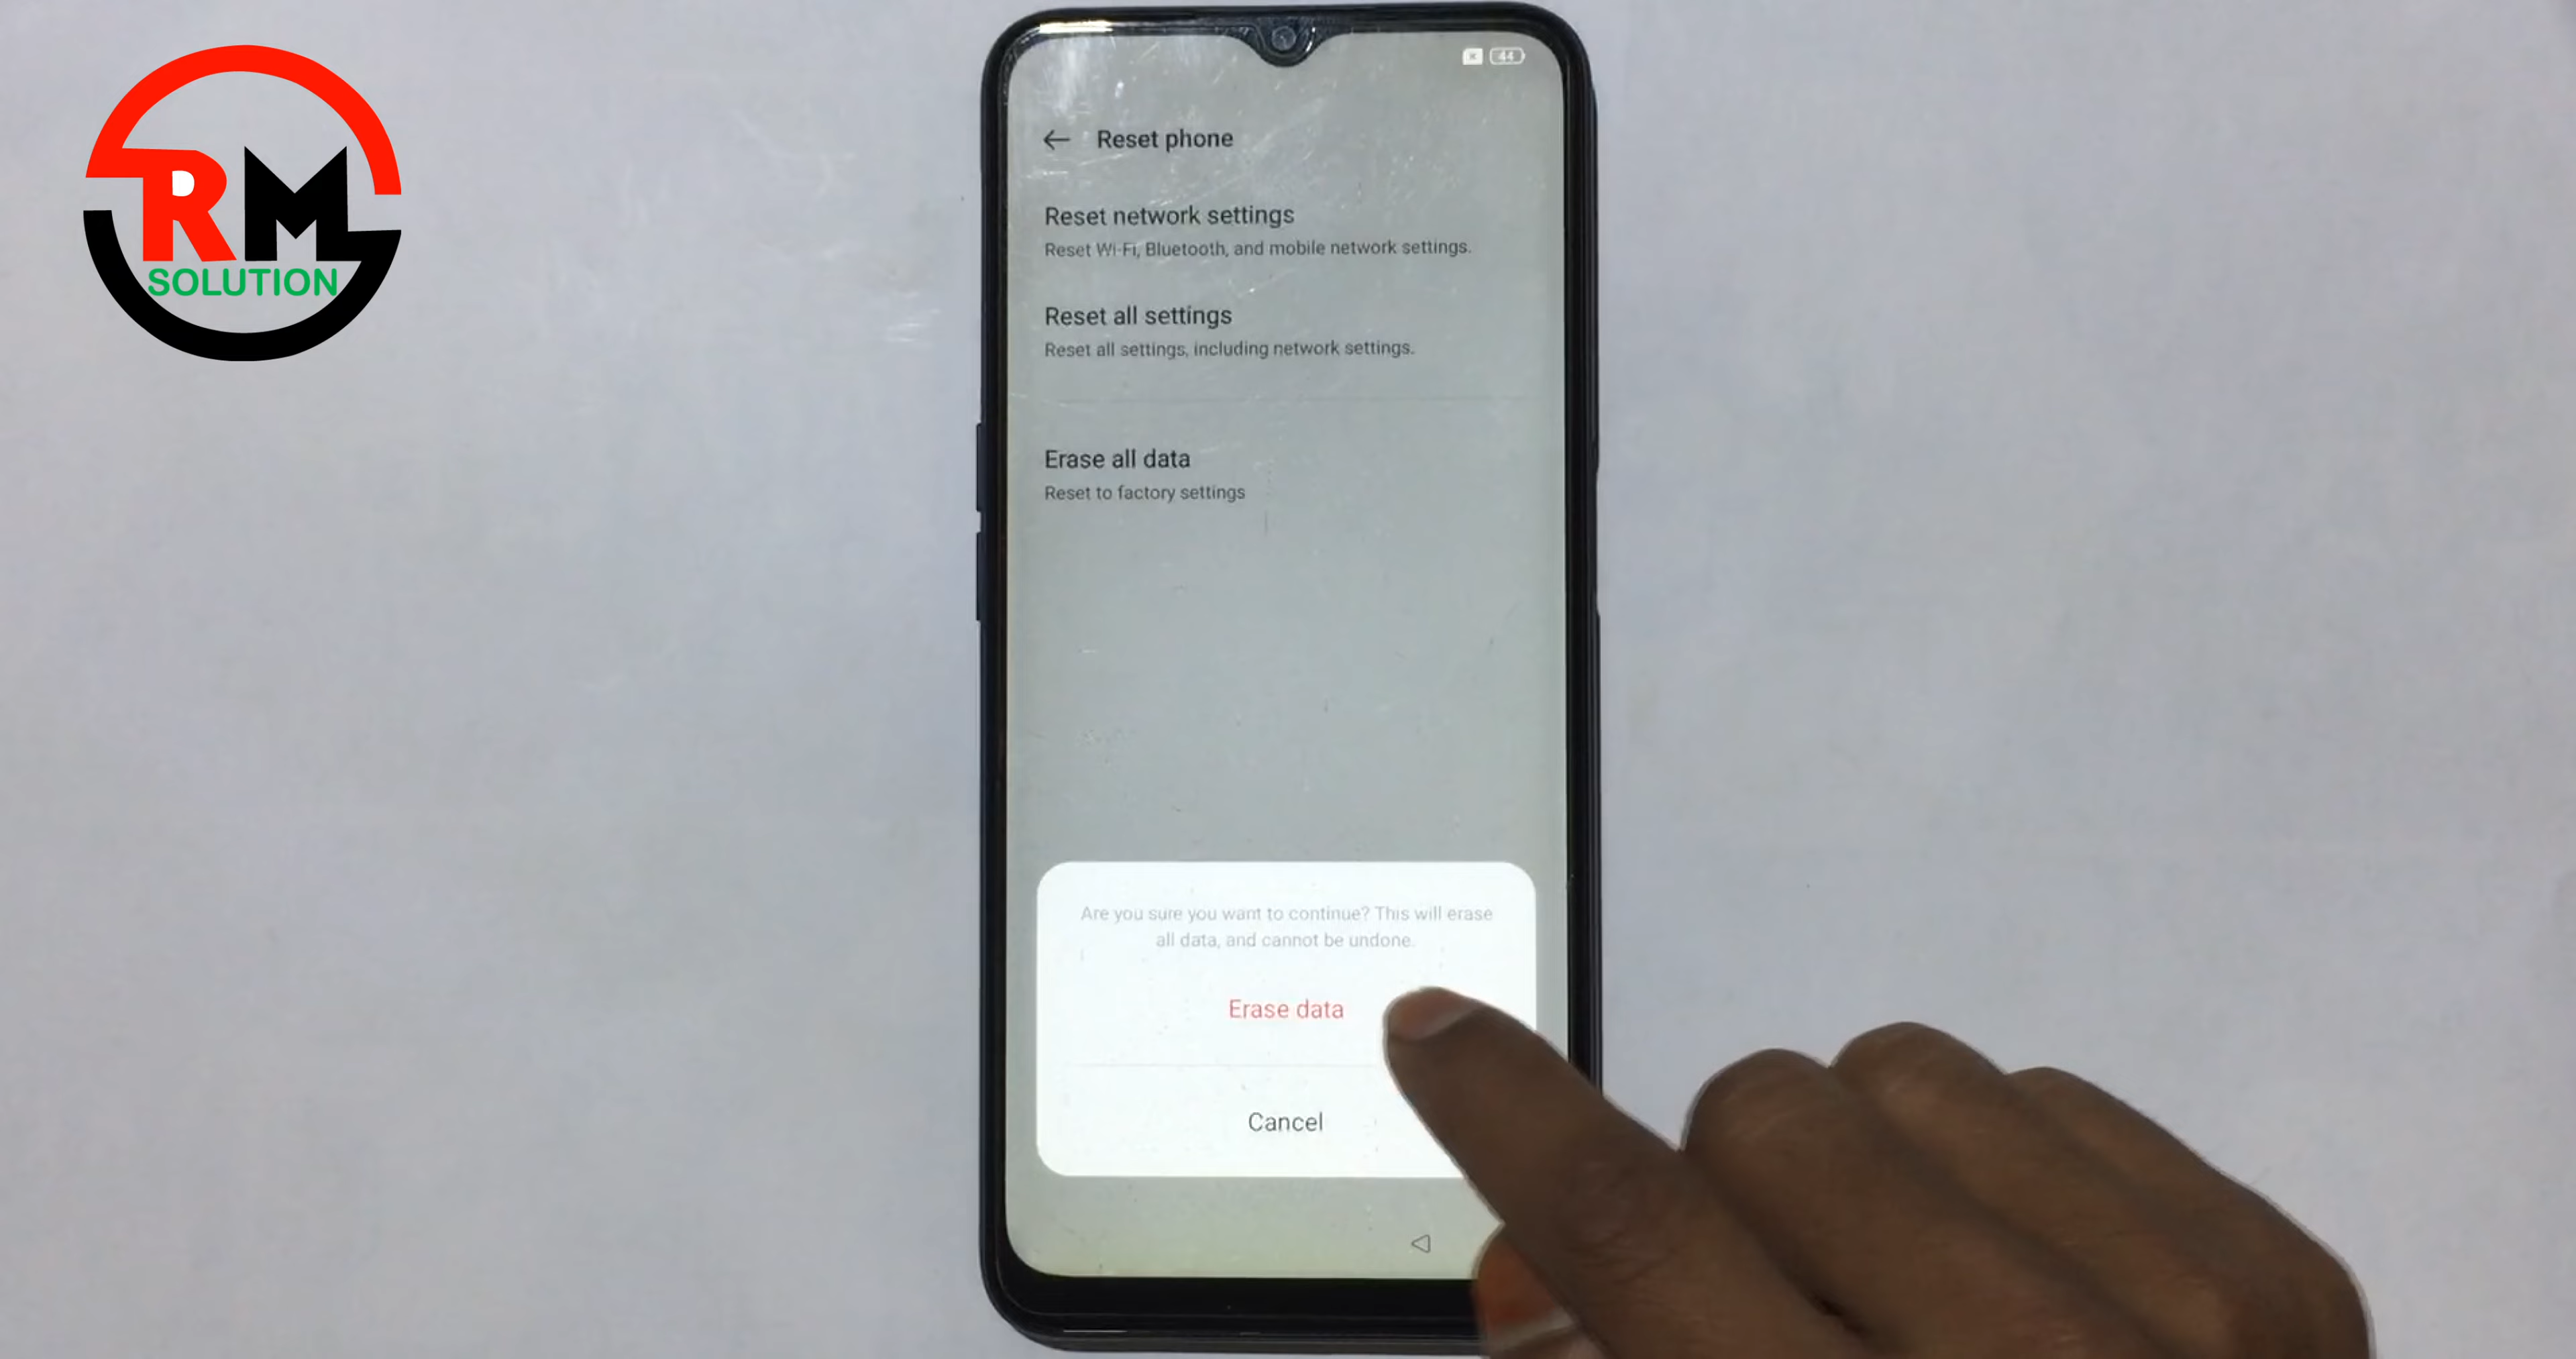 RM
SOLUTION
44
Reset phone
Reset network settings
Reset Wi-Fi, Bluetooth, and mobile network settings.
Reset all settings
Reset all settings, including network settings.
Erase all data
Reset to factory settings
Are you sure you want to continue? This will erase
all data, and cannot be undone.
Erase data
Cancel